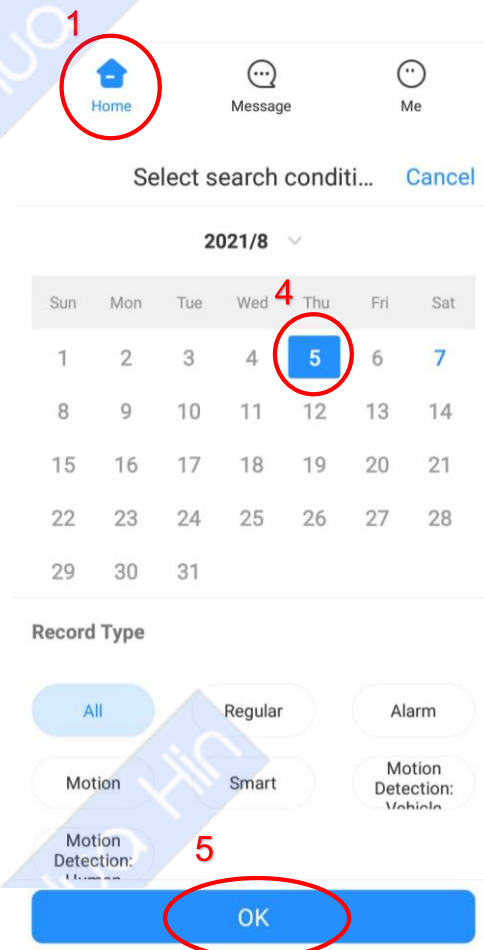 1
Home Message Me
Select search conditi... Cancel
2021/8
4
Sun Mon Tue Wed Thu Fri Sat
1 2 3 4 5 6 7
8 9 10 11 12 13 14
15 16 17 18 19 20 21
22 23 24 25 26 27 28
29 30 31
Record Type
All Regular Alarm
Motion Smart Motion
Detection:
Vehicle
Motion
Detection:
Human
5
OK